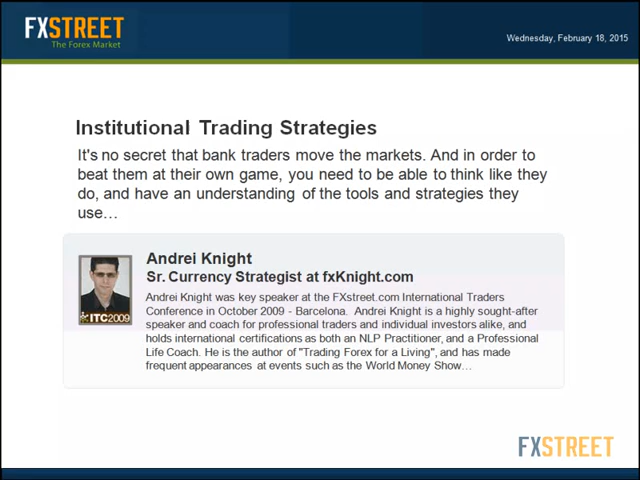 FXSTREET
The Forex Market
Wednesday, February 18, 2015
Institutional Trading Strategies
It's no secret that bank traders move the markets. And in order to
beat them at their own game, you need to be able to think like they
do, and have an understanding of the tools and strategies they
use…
Andrei Knight
Sr. Currency Strategist at fxKnight.com
ITC2009
Andrei Knight was key speaker at the FXstreet.com International Traders
Conference in October 2009 - Barcelona. Andrei Knight is a highly sought-after
speaker and coach for professional traders and individual investors alike, and
holds international certifications as both an NLP Practitioner, and a Professional
Life Coach. He is the author of "Trading Forex for a Living", and has made
frequent appearances at events such as the World Money Show…
FXSTREET